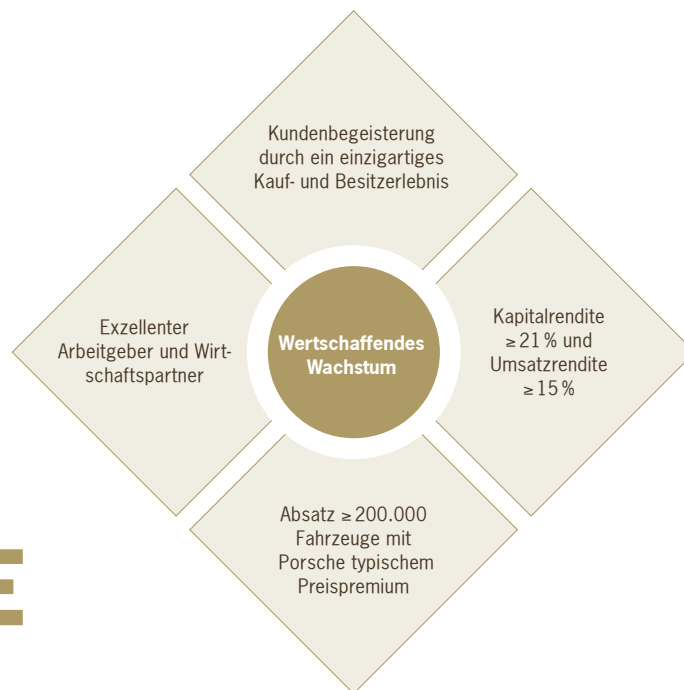 Kundenbegeisterung
durch ein einzigartiges
Kauf- und Besitzerlebnis
Exzellenter
Arbeitgeber und Wirt-
schaftspartner
Wertschaffendes
Wachstum
Kapitalrendite
≥ 21 % und
Umsatzrendite
≥ 15 %
Absatz ≥ 200.000
Fahrzeuge mit
Porsche typischem
Preispremium